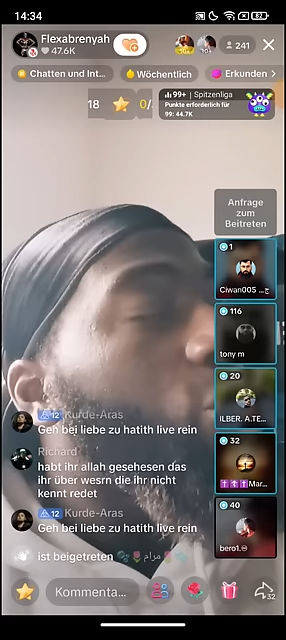 14:34
82
Flexabrenyah
47.6K
10+
10+
241
Chatten und Int...
Wöchentlich
Erkunden
18
0/
99+ | Spitzenliga
Punkte erforderlich für
99: 44.7K
Anfrage
zum
Beitreten
1
116
tony m
20
ILBER. A.TE...
32
Mar...
40
bero1.
12 Kurde-Aras
Geh bei liebe zu hatith live rein
Richard
habt ihr allah gesehesen das
ihr über wesrn die ihr nicht
kennt redet
12 Kurde-Aras
Geh bei liebe zu hatith live rein
ist beigetreten
مرام
Kommenta...
32